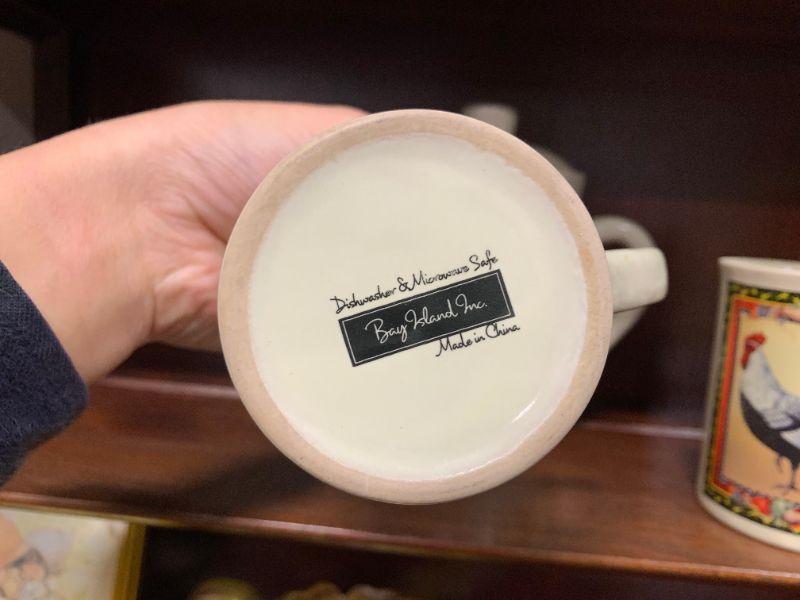 Dishwasher & Microwave Safe
Bay Island Inc.
Made in China